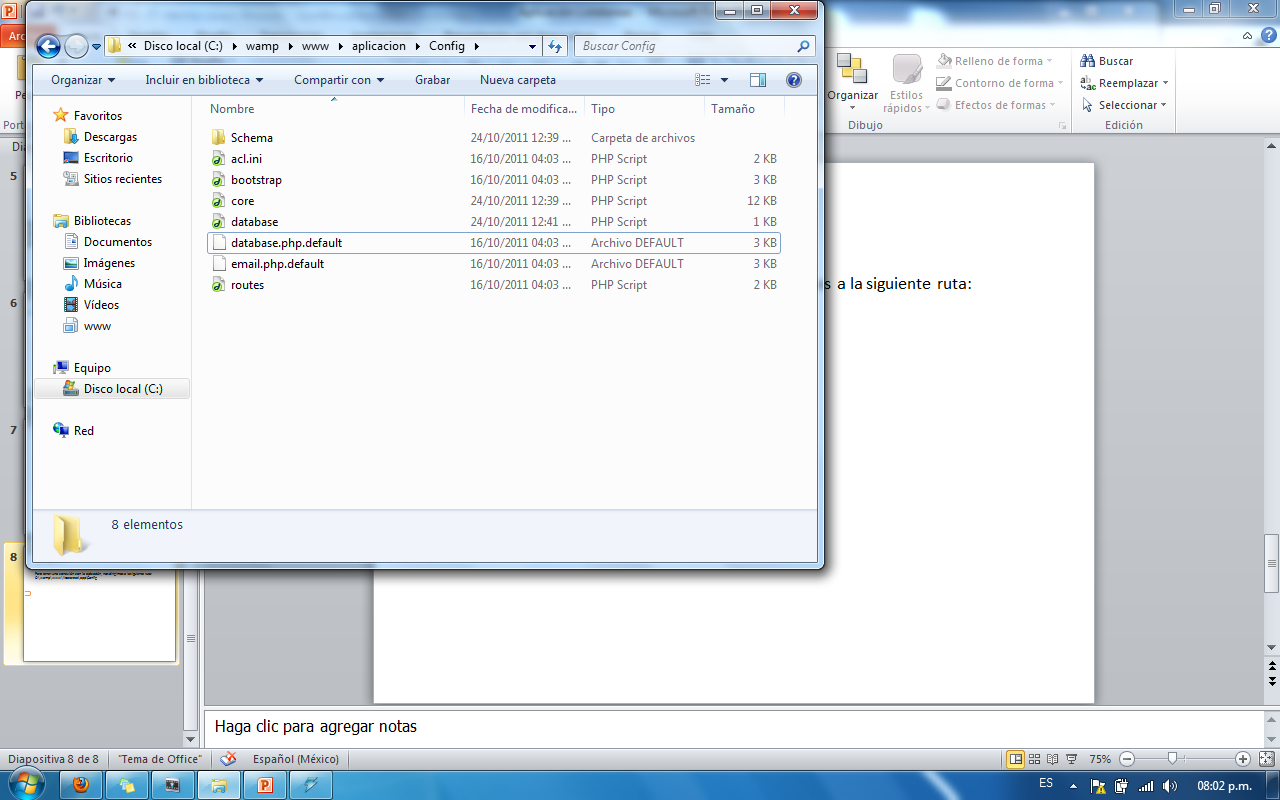 « Disco local (C:) ▸ wamp ▸ www ▸ aplicacion ▸ Config ▸
Buscar Config
Organizar
Incluir en biblioteca
Compartir con
Grabar
Nueva carpeta
Favoritos
Descargas
Escritorio
Sitios recientes
Bibliotecas
Documentos
Imágenes
Música
Vídeos
www
Equipo
Disco local (C:)
Red
Nombre Fecha de modifica... Tipo Tamaño
Schema 24/10/2011 12:39 ... Carpeta de archivos
acl.ini 16/10/2011 04:03 ... PHP Script 2 KB
bootstrap 16/10/2011 04:03 ... PHP Script 3 KB
core 24/10/2011 12:39 ... PHP Script 12 KB
database 24/10/2011 12:41 ... PHP Script 1 KB
database.php.default 16/10/2011 04:03 ... Archivo DEFAULT 3 KB
email.php.default 16/10/2011 04:03 ... Archivo DEFAULT 3 KB
routes 16/10/2011 04:03 ... PHP Script 2 KB
8 elementos
Organizar
Estilos
rápidos
Relleno de forma
Contorno de forma
Efectos de formas
Dibujo
Buscar
Reemplazar
Seleccionar
Edición
5
6
7
8
s a la siguiente ruta:
Haga clic para agregar notas
Diapositiva 8 de 8
"Tema de Office"
Español (México)
75%
ES
08:02 p.m.